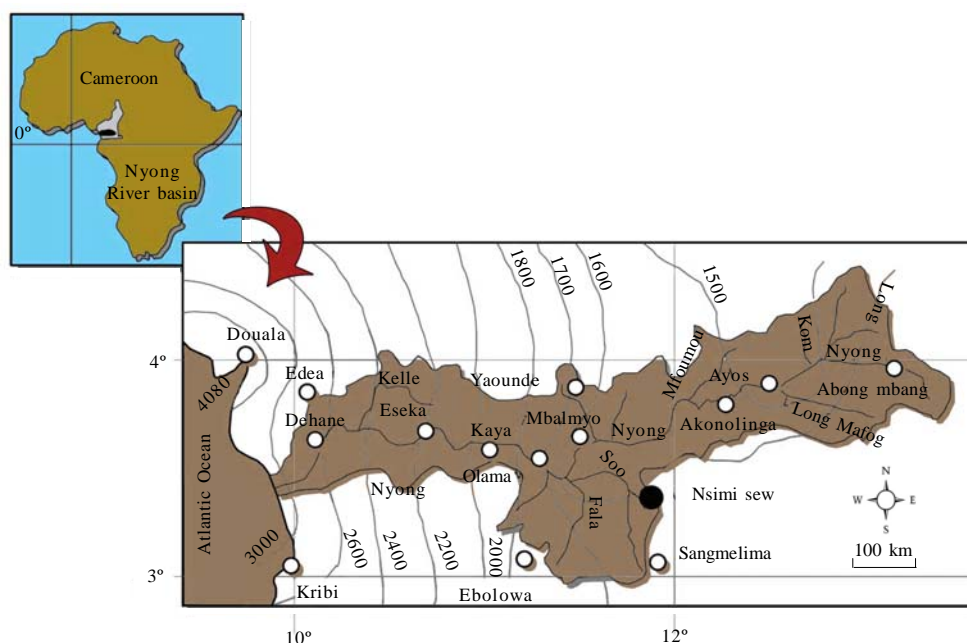 Cameroon
0°
Nyong
River basin
1800
1700
1600
1500
Long
Kom
Mfoumou
Douala
4°
4080
Edea
Kelle
Yaounde
Ayos
Nyong
Abong mbang
Dehane
Eseka
Kaya
Mbalmyo
Nyong
Akonolinga
Long Mafog
Olama
Soo
Nyong
Fala
Nsimi sew
N
W
E
S
Atlantic Ocean
3000
2600
2400
2200
2000
Sangmelima
100 km
3°
Kribi
Ebolowa
10°
12°